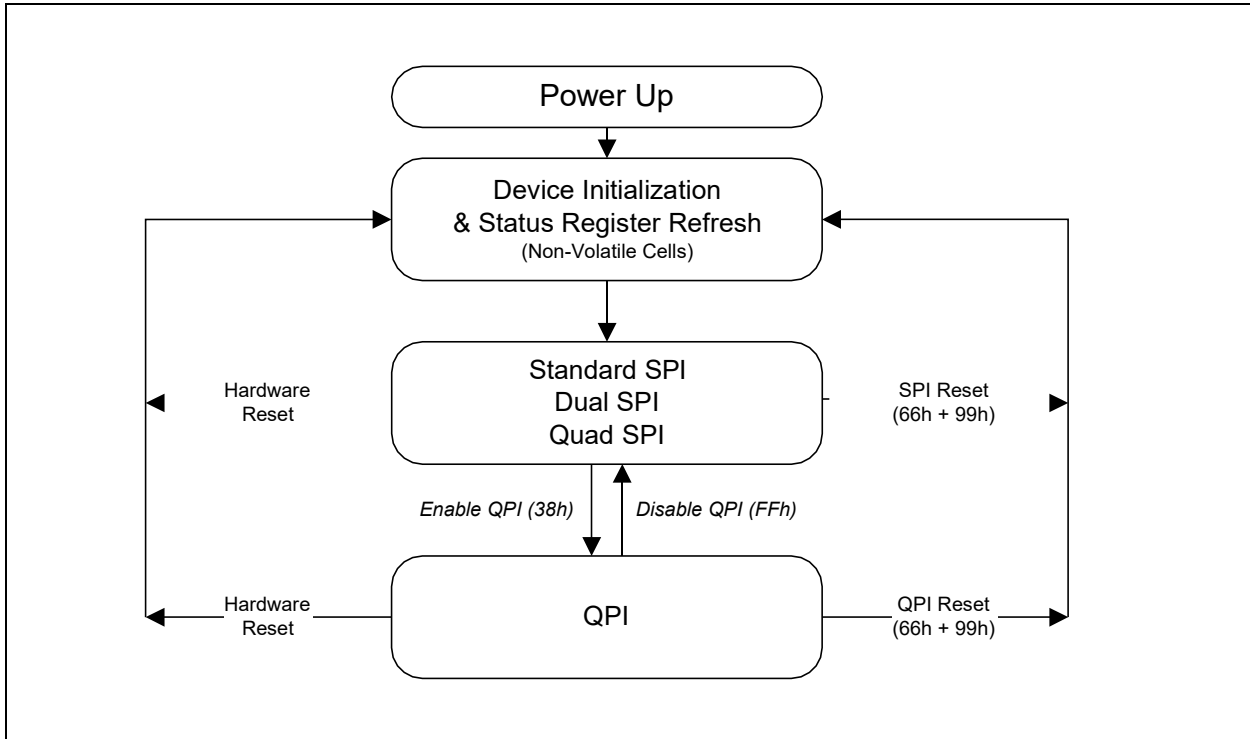 Power Up
Device Initialization
& Status Register Refresh
(Non-Volatile Cells)
Standard SPI
Dual SPI
Quad SPI
Hardware
Reset
SPI Reset
(66h + 99h)
Enable QPI (38h)
Disable QPI (FFh)
Hardware
Reset
QPI
QPI Reset
(66h + 99h)